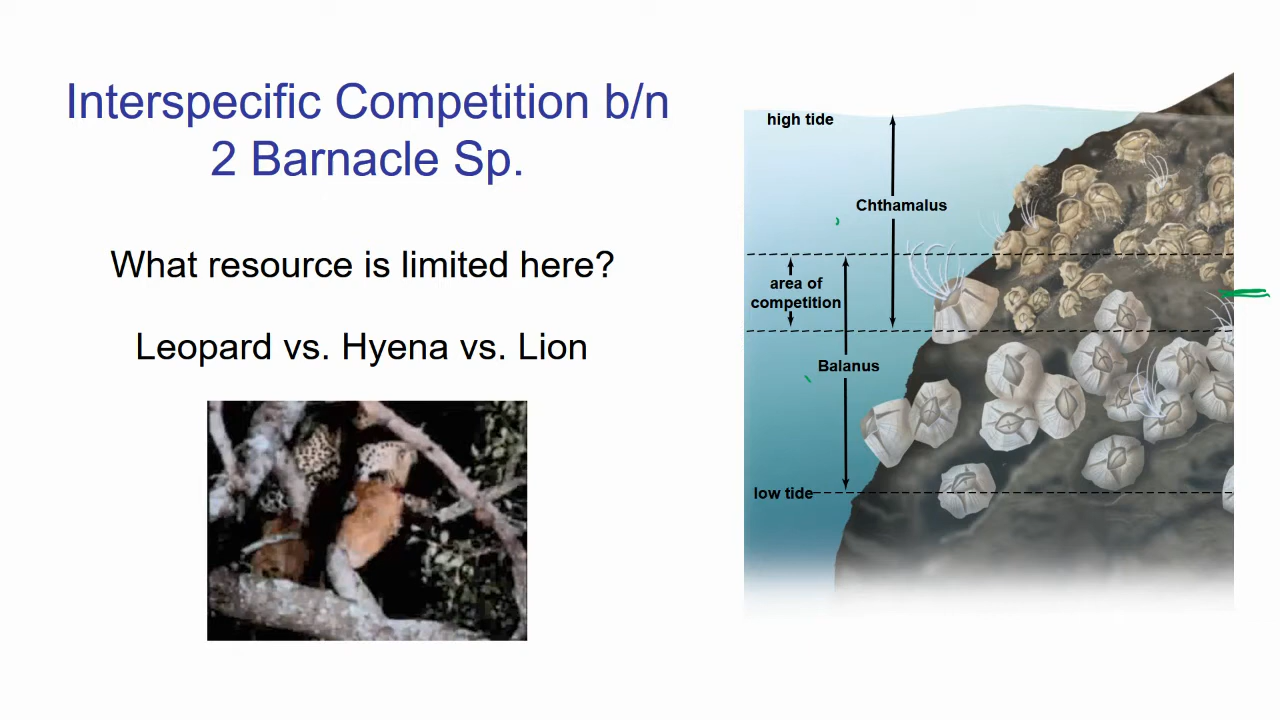 Interspecific Competition b/n
2 Barnacle Sp.
What resource is limited here?
Leopard vs. Hyena vs. Lion
high tide
Chthamalus
area of
competition
Balanus
low tide